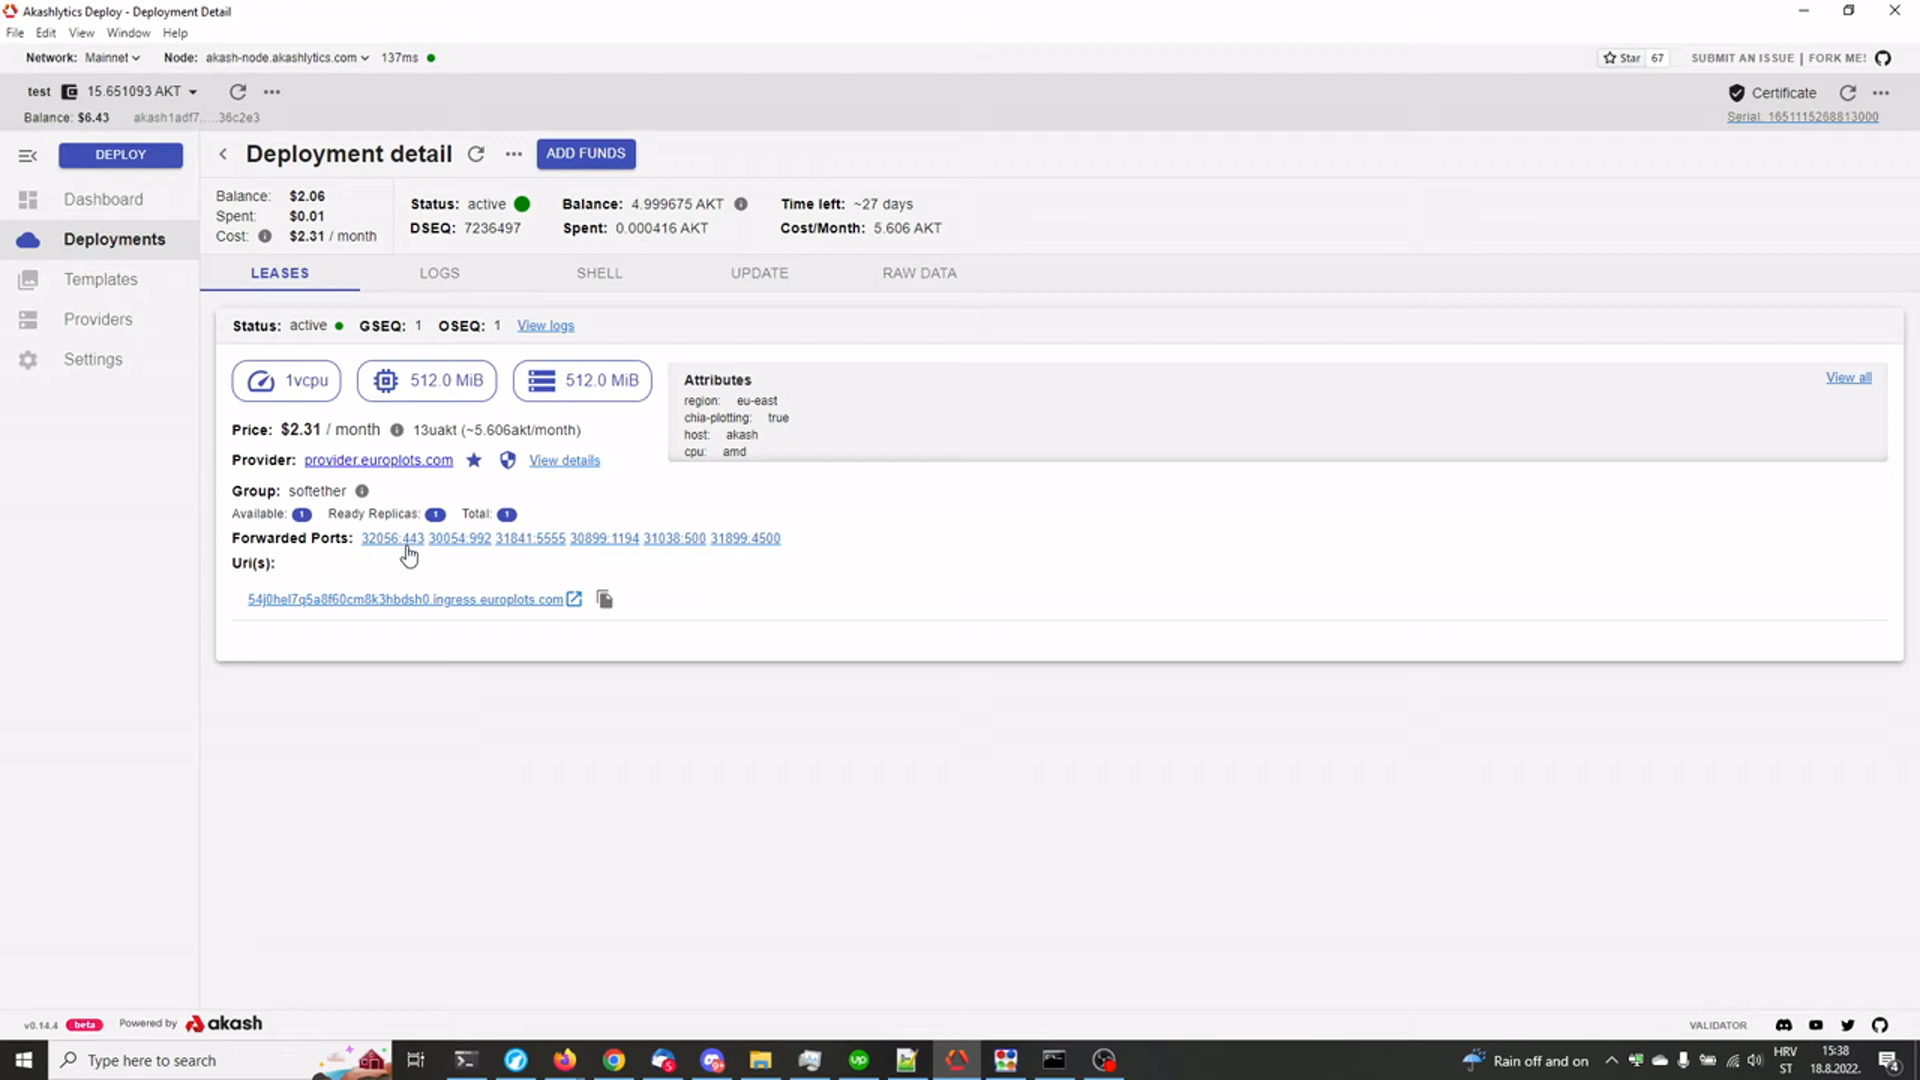 Akashlytics Deploy - Deployment Detail
File Edit View Window Help
Network: Mainnet Node: akash-node.akashlytics.com 137ms
Star 67 SUBMIT AN ISSUE | FORK ME!
test 15.651093 AKT
Certificate
Balance: $6.43 akash1adf7.....36c2e3
Serial: 1651115268813000
DEPLOY
Deployment detail ADD FUNDS
Dashboard
Deployments
Templates
Providers
Settings
Balance: $2.06
Spent: $0.01
Cost: $2.31 / month
Status: active Balance: 4.999675 AKT Time left: ~27 days
DSEQ: 7236497 Spent: 0.000416 AKT Cost/Month: 5.606 AKT
LEASES LOGS SHELL UPDATE RAW DATA
Status: active GSEQ: 1 OSEQ: 1 View logs
1vcpu 512.0 MiB 512.0 MiB
Attributes View all
region: eu-east
chia-plotting: true
host: akash
cpu: amd
Price: $2.31 / month 13uakt (~5.606akt/month)
Provider: provider.europlots.com View details
Group: softether
Available: 1 Ready Replicas: 1 Total: 1
Forwarded Ports: 32056:443 30054:992 31841:5555 30899:1194 31038:500 31899:4500
Uri(s):
54j0hel7q5a8f60cm8k3hbdsh0.ingress.europlots.com
v0.14.4 beta Powered by akash
VALIDATOR
Type here to search
Rain off and on
HRV
ST
15:38
18.8.2022.
4